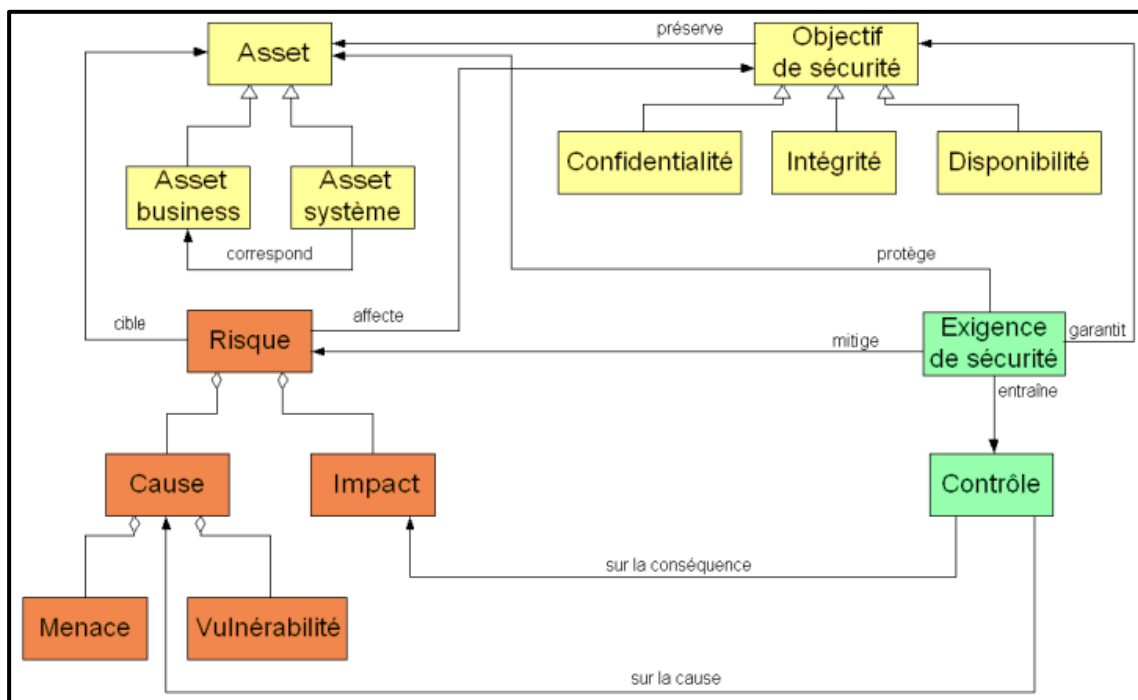 préserve
Asset
Objectif
de sécurité
Confidentialité
Intégrité
Disponibilité
Asset
business
Asset
système
correspond
protège
cible
Risque
affecte
mitige
Exigence
de sécurité
garantit
entraîne
Cause
Impact
Contrôle
sur la conséquence
Menace
Vulnérabilité
sur la cause